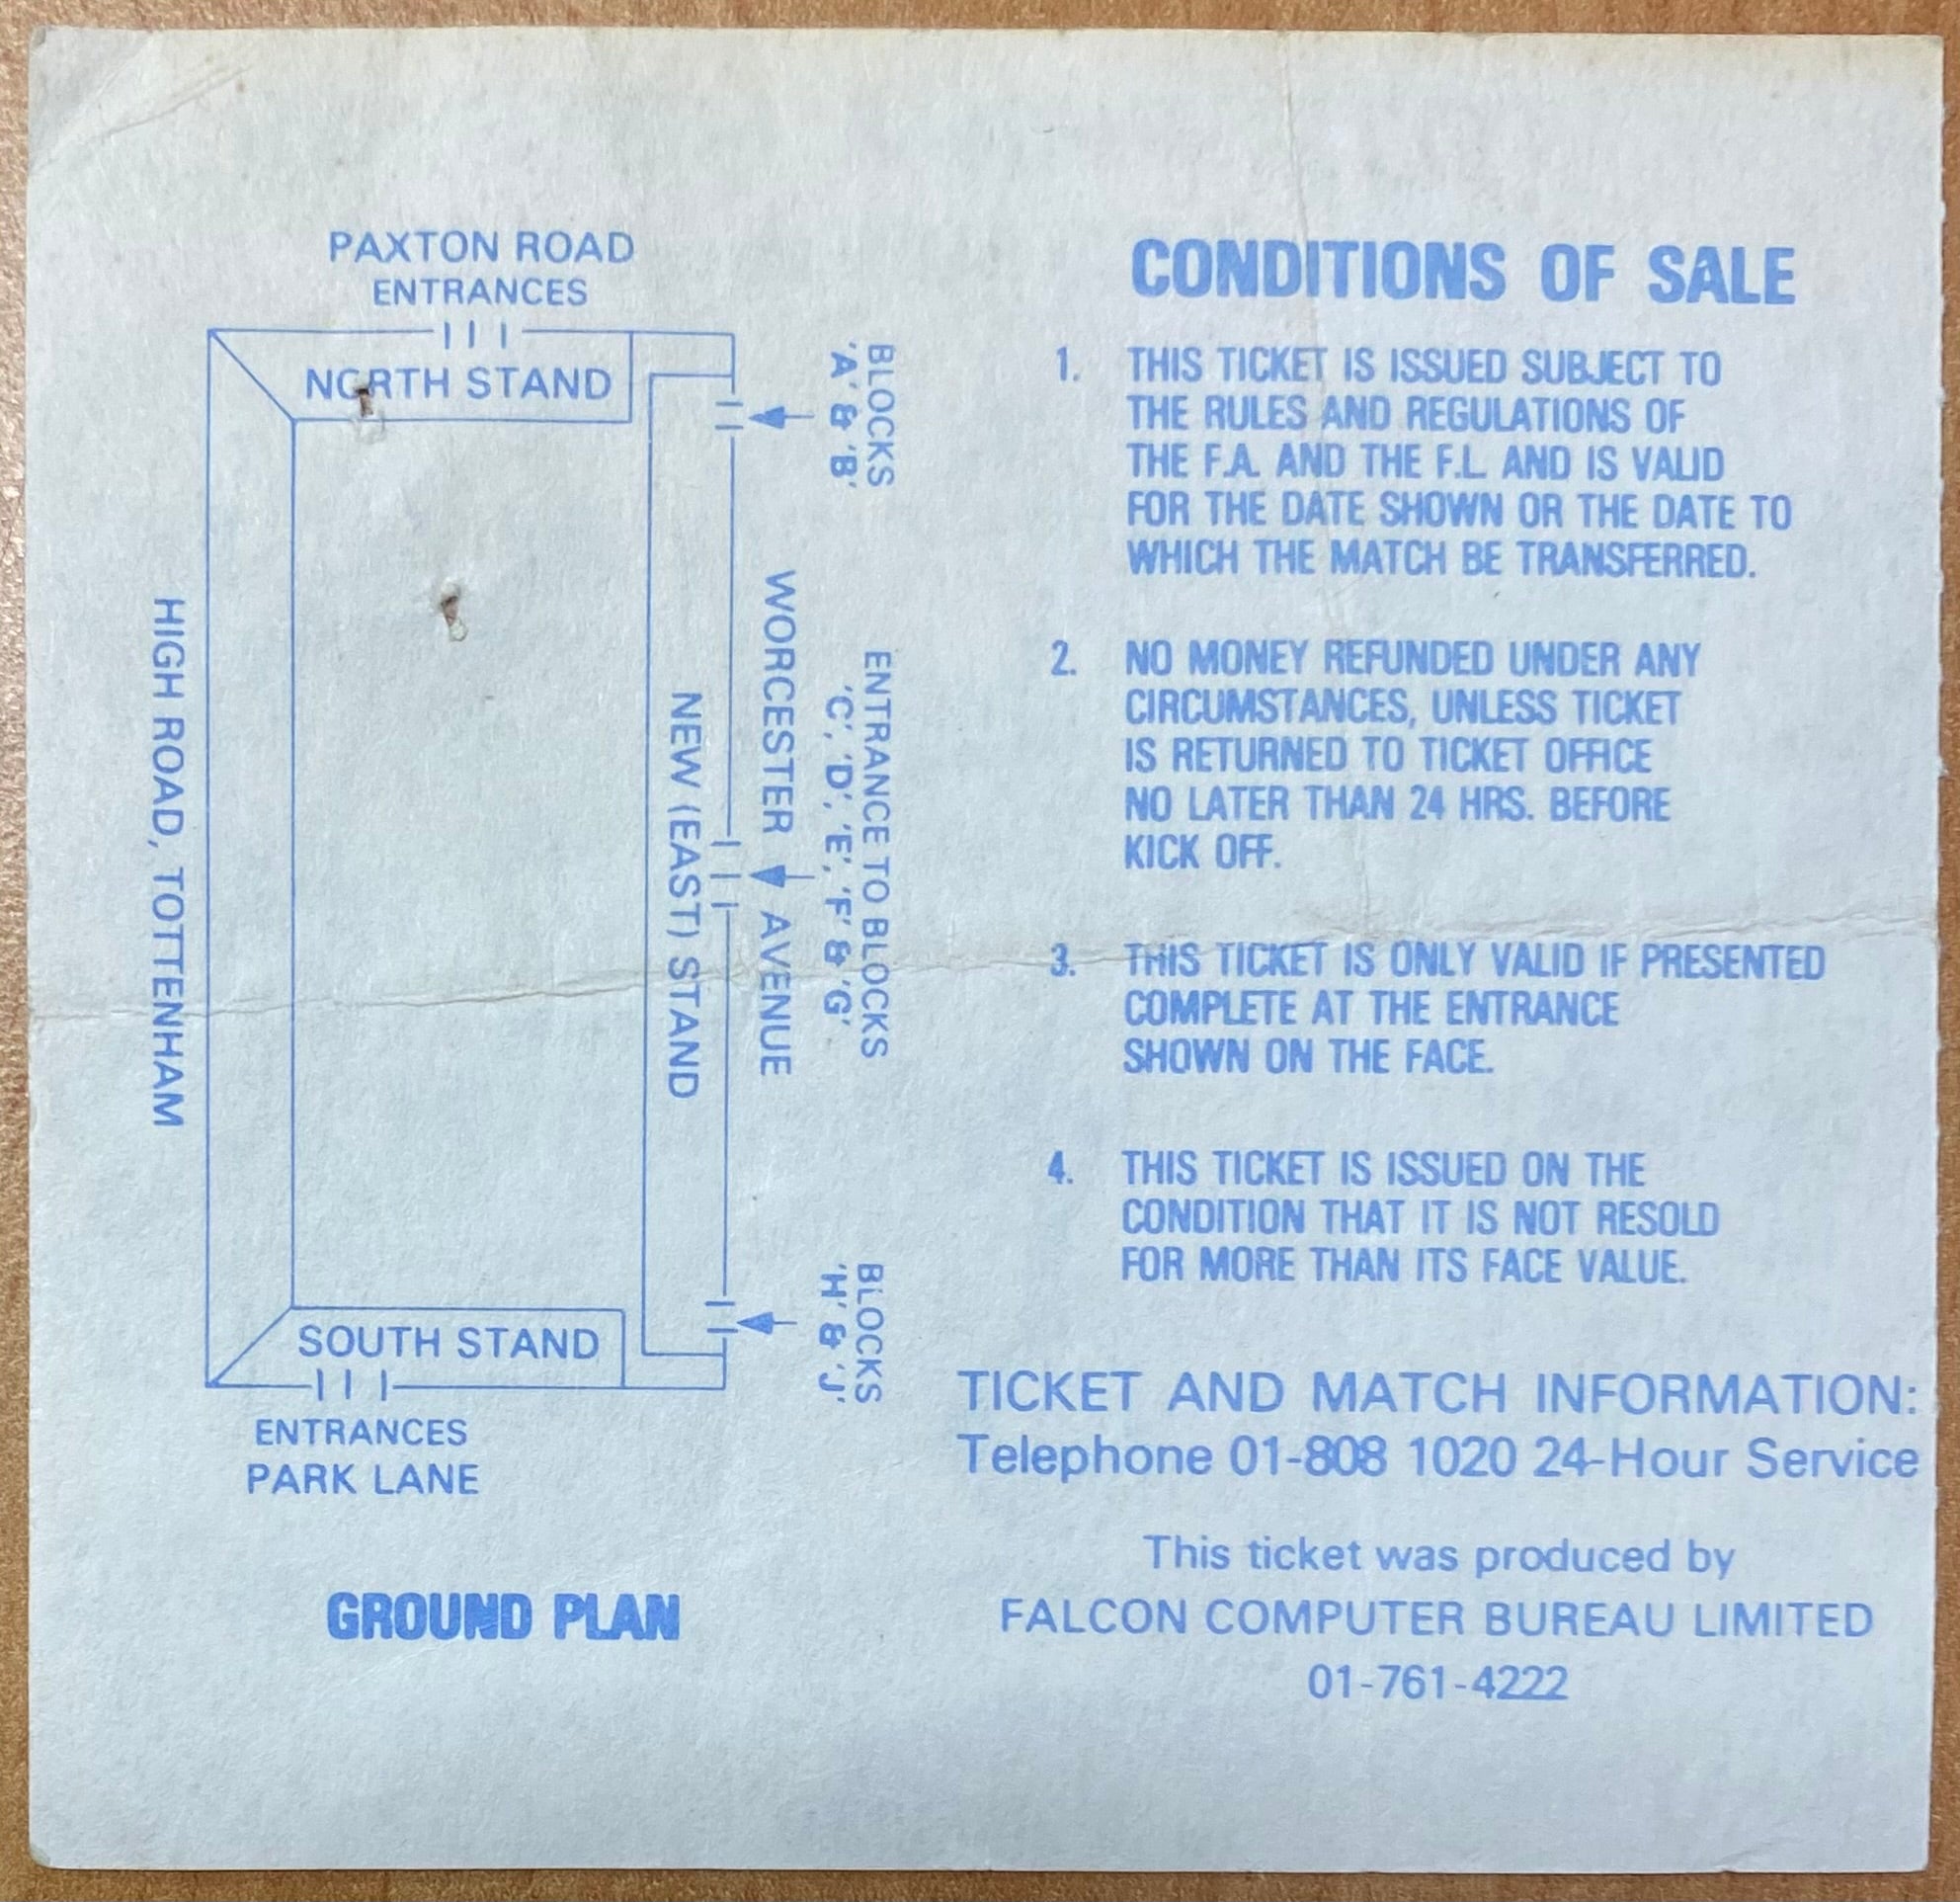 PAXTON ROAD
ENTRANCES
NORTH STAND
BLOCKS
'A' & 'B'
HIGH ROAD, TOTTENHAM
NEW (EAST) STAND
WORCESTER AVENUE
ENTRANCE TO BLOCKS
'C', 'D', 'E', 'F' & 'G'
BLOCKS
'H' & 'J'
SOUTH STAND
ENTRANCES
PARK LANE
GROUND PLAN
CONDITIONS OF SALE
1. THIS TICKET IS ISSUED SUBJECT TO
THE RULES AND REGULATIONS OF
THE F.A. AND THE F.L. AND IS VALID
FOR THE DATE SHOWN OR THE DATE TO
WHICH THE MATCH BE TRANSFERRED.
2. NO MONEY REFUNDED UNDER ANY
CIRCUMSTANCES, UNLESS TICKET
IS RETURNED TO TICKET OFFICE
NO LATER THAN 24 HRS. BEFORE
KICK OFF.
3. THIS TICKET IS ONLY VALID IF PRESENTED
COMPLETE AT THE ENTRANCE
SHOWN ON THE FACE.
4. THIS TICKET IS ISSUED ON THE
CONDITION THAT IT IS NOT RESOLD
FOR MORE THAN ITS FACE VALUE.
TICKET AND MATCH INFORMATION:
Telephone 01-808 1020 24-Hour Service
This ticket was produced by
FALCON COMPUTER BUREAU LIMITED
01-761-4222